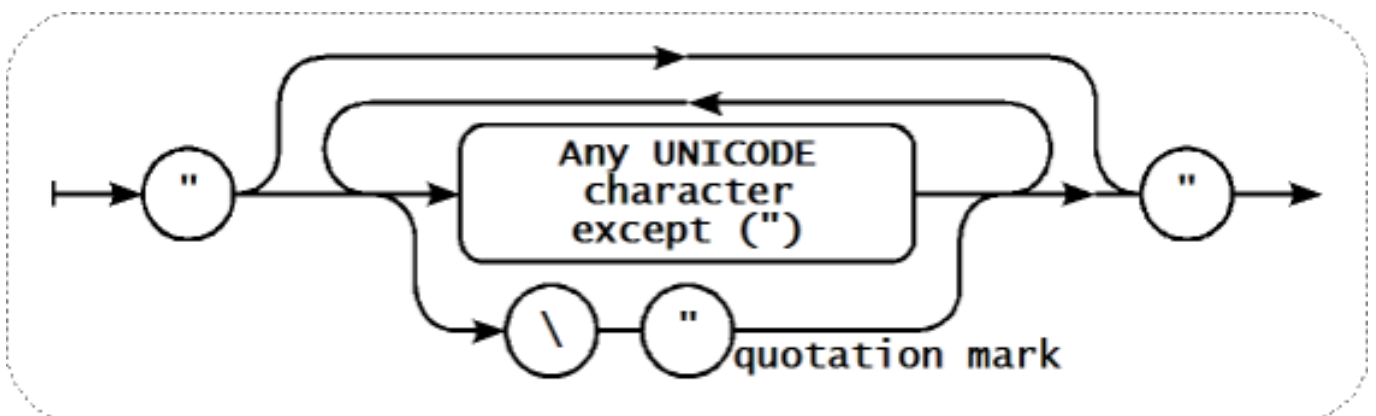 "
Any UNICODE
character
except (")
"
\
"
quotation mark